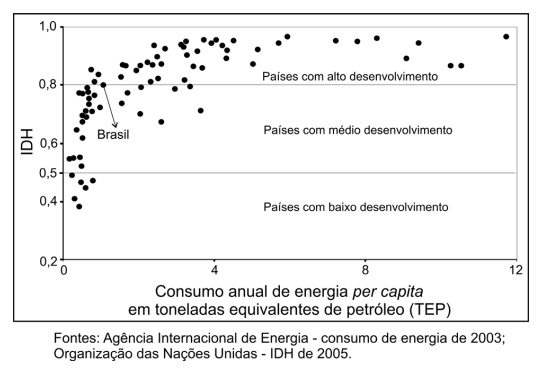 1,0
0,8
0,6
0,5
0,4
0,2
IDH
Países com alto desenvolvimento
Brasil
Países com médio desenvolvimento
Países com baixo desenvolvimento
0
4
8
12
Consumo anual de energia per capita
em toneladas equivalentes de petróleo (TEP)
Fontes: Agência Internacional de Energia - consumo de energia de 2003;
Organização das Nações Unidas - IDH de 2005.